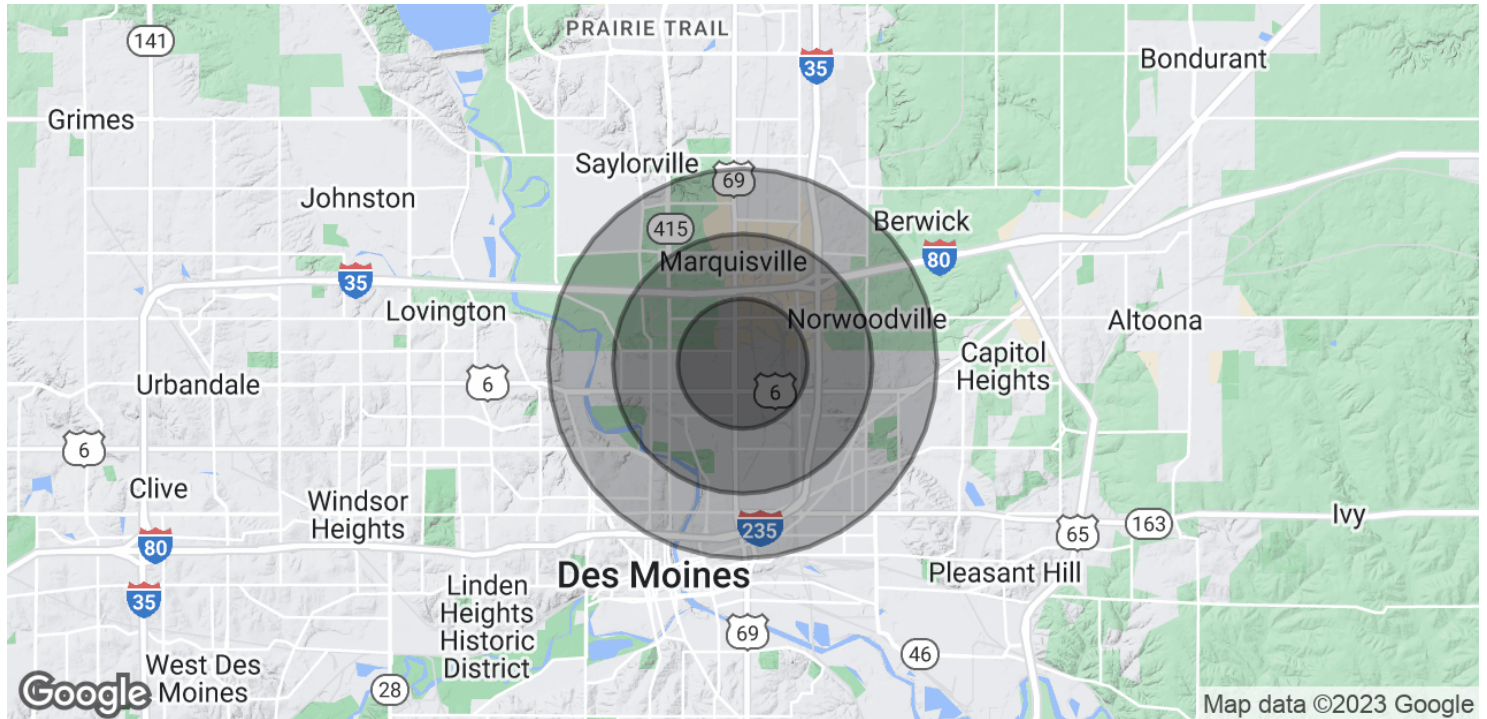 PRAIRIE TRAIL
141
35
Bondurant
Grimes
Saylorville
69
Johnston
415
Berwick
Marquisville
80
35
Lovington
Norwoodville
Altoona
Capitol
Heights
Urbandale
6
6
6
Clive
Windsor
Heights
235
65
163
Ivy
80
Des Moines
Pleasant Hill
35
Linden
Heights
Historic
District
69
46
West Des
Moines
28
Google
Map data ©2023 Google